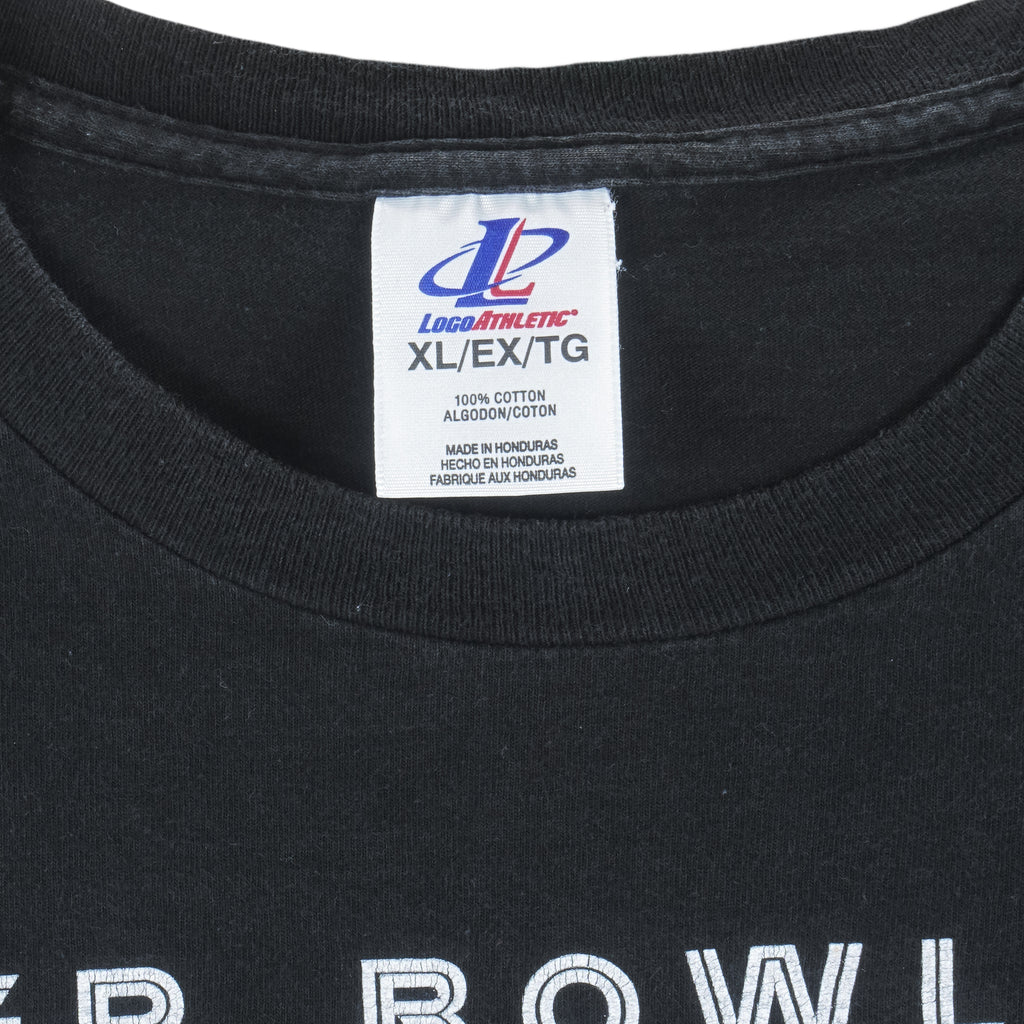 LOGOATHLETIC
XL/EX/TG
100% COTTON
ALGODON/COTON
MADE IN HONDURAS
HECHO EN HONDURAS
FABRIQUE AUX HONDURAS
BOWL